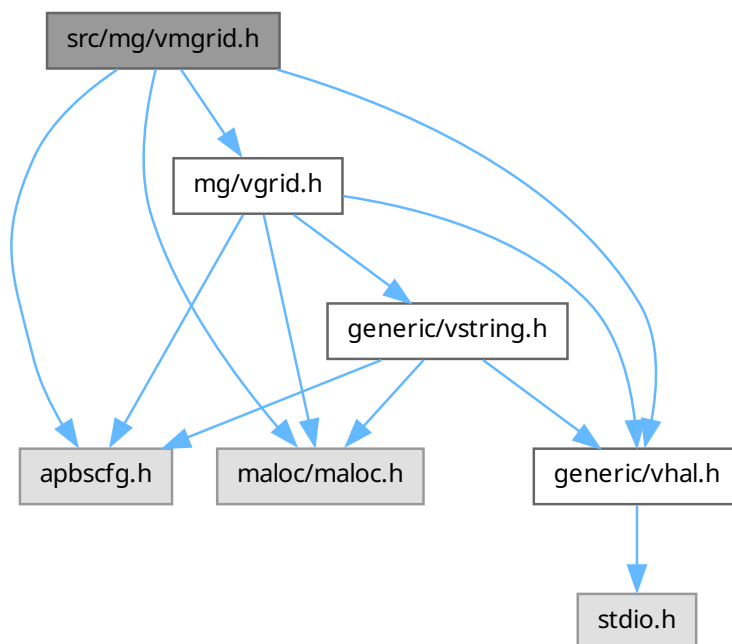 src/mg/vmgrid.h
mg/vgrid.h
generic/vstring.h
apbscfg.h
maloc/maloc.h
generic/vhal.h
stdio.h